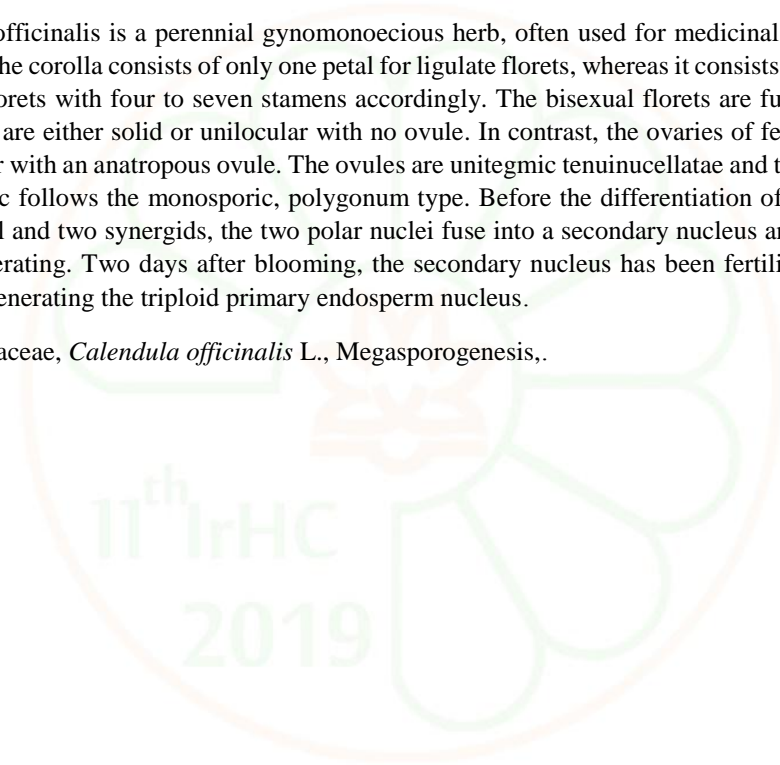 officinalis is a perennial gynomonoecious herb, often used for medicinal
he corolla consists of only one petal for ligulate florets, whereas it consists
orets with four to seven stamens accordingly. The bisexual florets are fu
are either solid or unilocular with no ovule. In contrast, the ovaries of fe
r with an anatropous ovule. The ovules are unitegmic tenuinucellatae and t
c follows the monosporic, polygonum type. Before the differentiation of
l and two synergids, the two polar nuclei fuse into a secondary nucleus a
erating. Two days after blooming, the secondary nucleus has been fertili
enerating the triploid primary endosperm nucleus.
aceae, Calendula officinalis L., Megasporogenesis,.
11th IrHC
2019